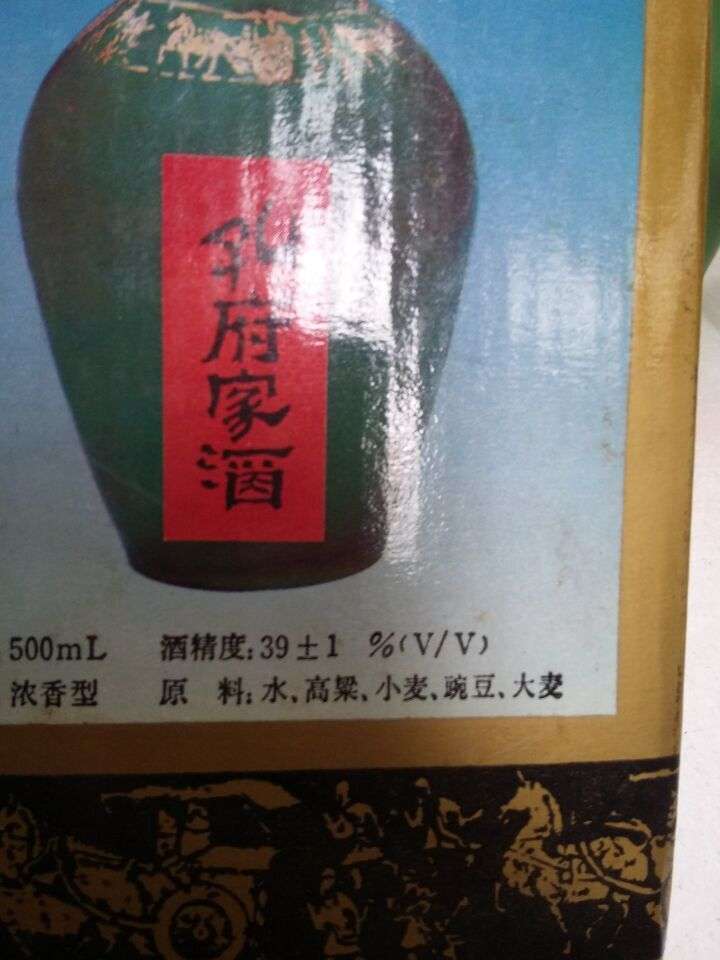 孔府家酒
500mL 酒精度:39±1 %(V/V)
浓香型 原 料:水、高粱、小麦、豌豆、大麦